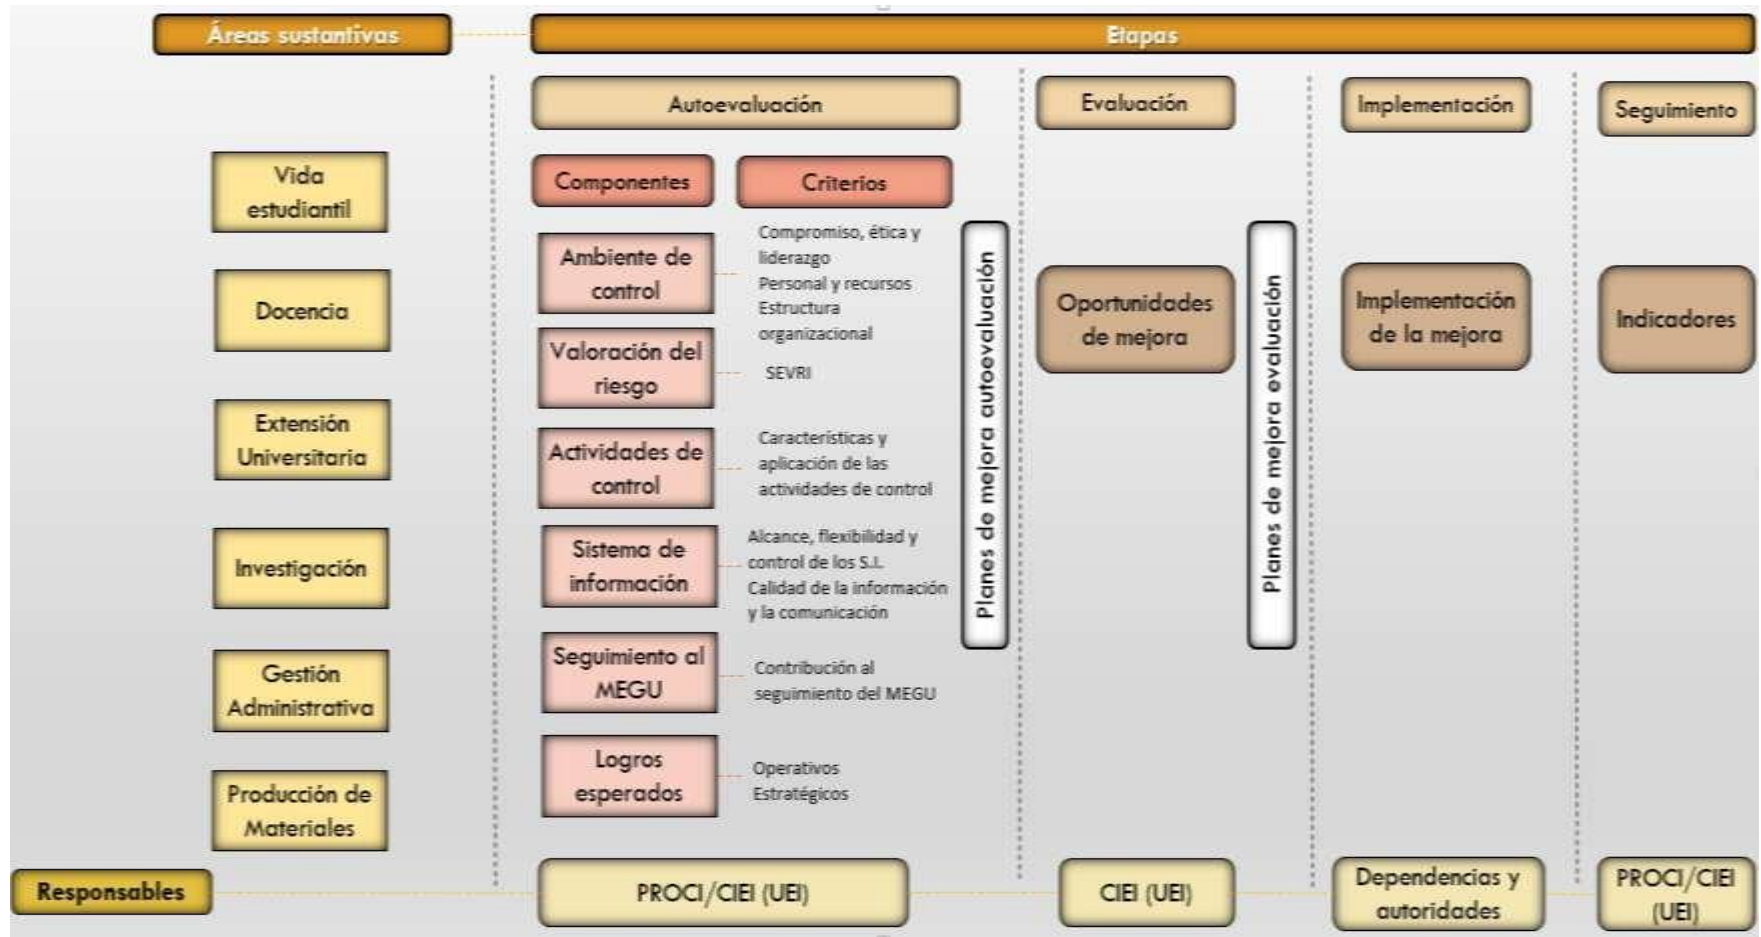 Áreas sustantivas
Etapas
Autoevaluación
Evaluación
Implementación
Seguimiento
Vida
estudiantil
Docencia
Extensión
Universitaria
Investigación
Gestión
Administrativa
Producción de
Materiales
Componentes
Criterios
Ambiente de
control
Compromiso, ética y
liderazgo
Personal y recursos
Estructura
organizacional
Valoración del
riesgo
SEVRI
Actividades de
control
Características y
aplicación de las
actividades de control
Sistema de
información
Alcance, flexibilidad y
control de los S.I.
Calidad de la información
y la comunicación
Seguimiento al
MEGU
Contribución al
seguimiento del MEGU
Logros
esperados
Operativos
Estratégicos
Planes de mejora autoevaluación
Oportunidades
de mejora
Planes de mejora evaluación
Implementación
de la mejora
Indicadores
Responsables
PROCI/CIEI (UEI)
CIEI (UEI)
Dependencias y
autoridades
PROCI/CIEI
(UEI)